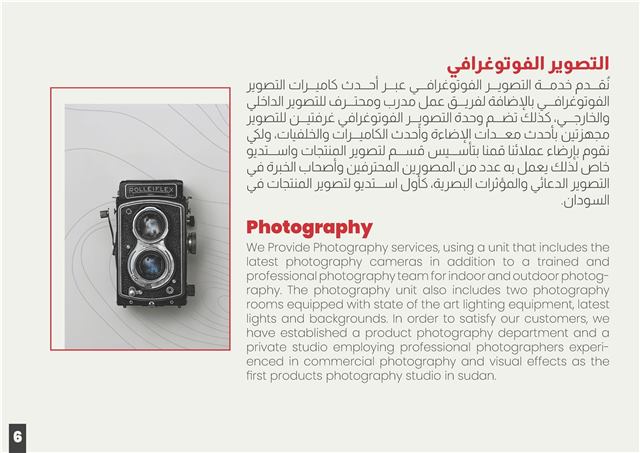 التصوير الفوتوغرافي
نُقدم خدمة التصوير الفوتوغرافي عبر أحدث كاميرات التصوير
الفوتوغرافي بالإضافة لفريق عمل مدرب ومحترف للتصوير الداخلي
والخارجي، كذلك تضم وحدة التصوير الفوتوغرافي غرفتين للتصوير
مجهزتين بأحدث معدات الإضاءة وأحدث الكاميرات والخلفيات، ولكي
نقوم بإرضاء عملائنا قمنا بتأسيس قسم لتصوير المنتجات واستديو
خاص لذلك يعمل به عدد من المصورين المحترفين وأصحاب الخبرة في
التصوير الدعائي والمؤثرات البصرية، كأول استديو لتصوير المنتجات في
السودان.
ROLLEIFLEX
Photography
We Provide Photography services, using a unit that includes the
latest photography cameras in addition to a trained and
professional photography team for indoor and outdoor photog-
raphy. The photography unit also includes two photography
rooms equipped with state of the art lighting equipment, latest
lights and backgrounds. In order to satisfy our customers, we
have established a product photography department and a
private studio employing professional photographers experi-
enced in commercial photography and visual effects as the
first products photography studio in sudan.
6